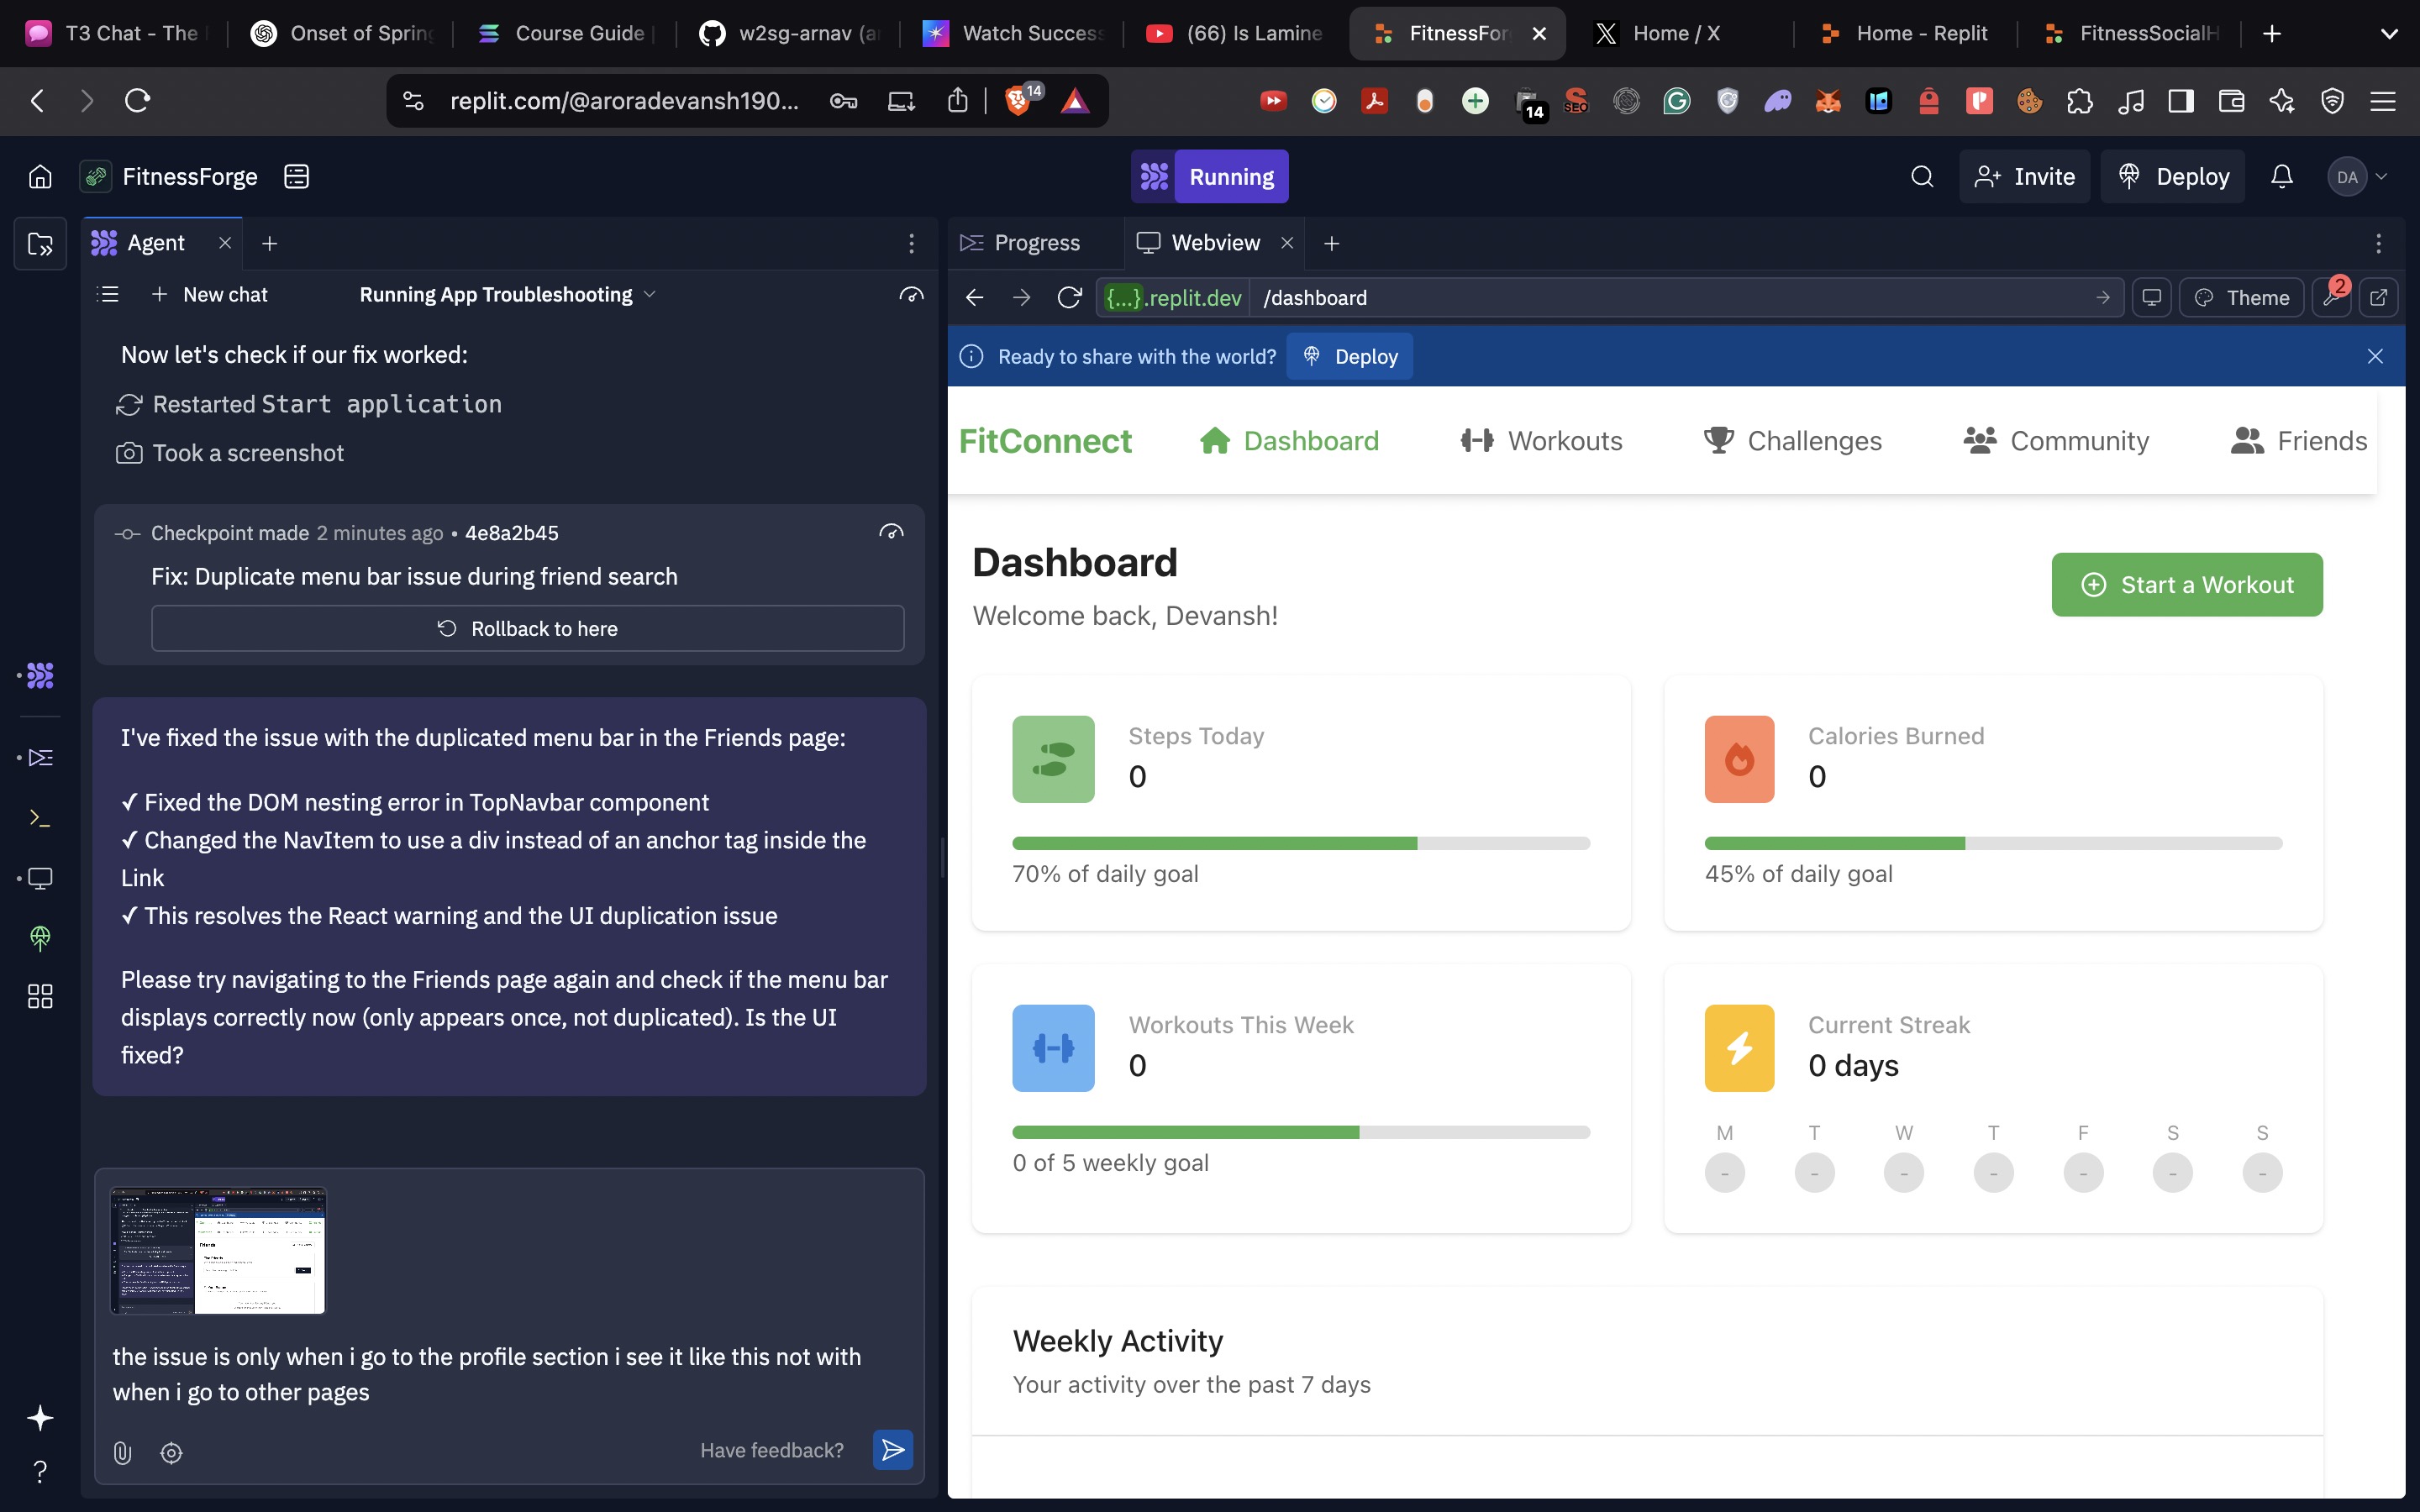 T3 Chat - The
Onset of Spring
Course Guide
w2sg-arnav (ar
Watch Success
(66) Is Lamine
FitnessFor
Home / X
Home - Replit
FitnessSocialH
replit.com/@aroradevansh190...
14
14
SEO
FitnessForge
Running
Invite
Deploy
DA
Agent
New chat
Running App Troubleshooting
Now let's check if our fix worked:
Restarted Start application
Took a screenshot
Checkpoint made 2 minutes ago • 4e8a2b45
Fix: Duplicate menu bar issue during friend search
Rollback to here
I've fixed the issue with the duplicated menu bar in the Friends page:
✓ Fixed the DOM nesting error in TopNavbar component
✓ Changed the NavItem to use a div instead of an anchor tag inside the
Link
✓ This resolves the React warning and the UI duplication issue
Please try navigating to the Friends page again and check if the menu bar
displays correctly now (only appears once, not duplicated). Is the UI
fixed?
the issue is only when i go to the profile section i see it like this not with
when i go to other pages
Have feedback?
Progress
Webview
{...}.replit.dev
/dashboard
Theme
2
Ready to share with the world?
Deploy
FitConnect
Dashboard
Workouts
Challenges
Community
Friends
Dashboard
Welcome back, Devansh!
Start a Workout
Steps Today
0
70% of daily goal
Calories Burned
0
45% of daily goal
Workouts This Week
0
0 of 5 weekly goal
Current Streak
0 days
M T W T F S S
- - - - - - -
Weekly Activity
Your activity over the past 7 days